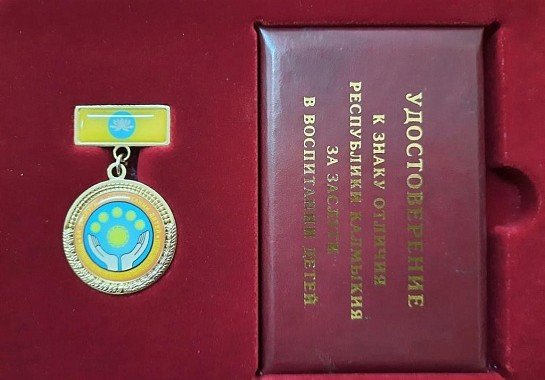 УДОСТОВЕРЕНИЕ
К ЗНАКУ ОТЛИЧИЯ
РЕСПУБЛИКИ КАЛМЫКИЯ
ЗА ЗАСЛУГИ
В ВОСПИТАНИИ ДЕТЕЙ